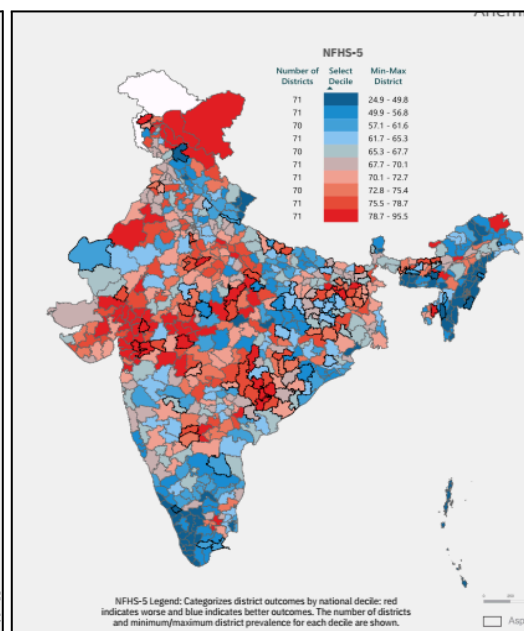 NFHS-5
Number of Districts Select Decile Min-Max District
71 24.9 - 49.8
71 49.9 - 56.8
70 57.1 - 61.6
71 61.7 - 65.3
70 65.3 - 67.7
71 67.7 - 70.1
71 70.1 - 72.7
70 72.8 - 75.4
71 75.5 - 78.7
71 78.7 - 95.5
NFHS-5 Legend: Categorizes district outcomes by national decile: red
indicates worse and blue indicates better outcomes. The number of districts
and minimum/maximum district prevalence for each decile are shown.